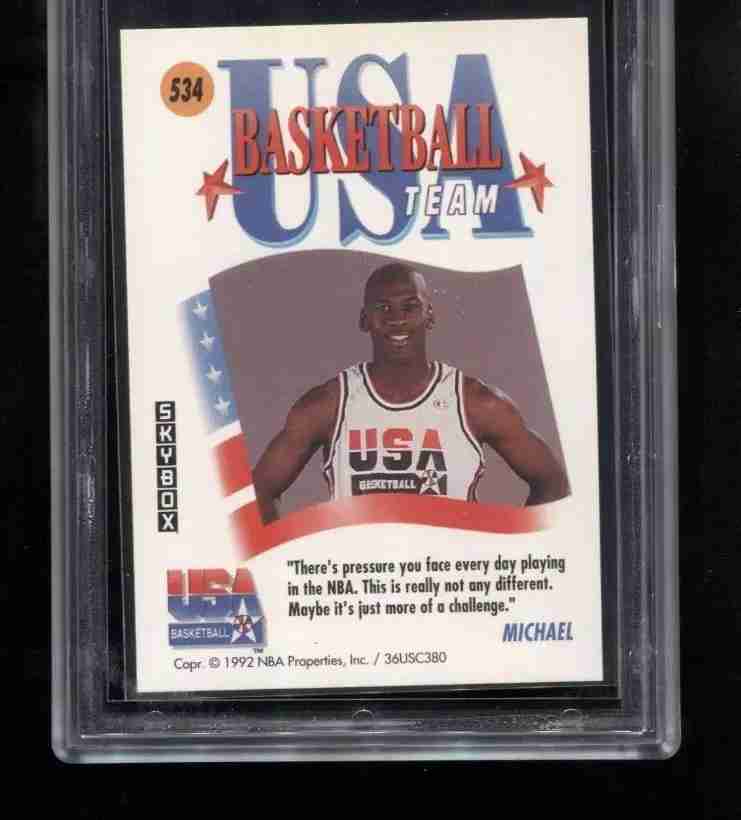 534
USA
BASKETBALL
TEAM
USA
BASKETBALL
SKYBOX
"There's pressure you face every day playing
in the NBA. This is really not any different.
Maybe it's just more of a challenge."
MICHAEL
USA
BASKETBALL
TM
Copr. © 1992 NBA Properties, Inc. / 36USC380